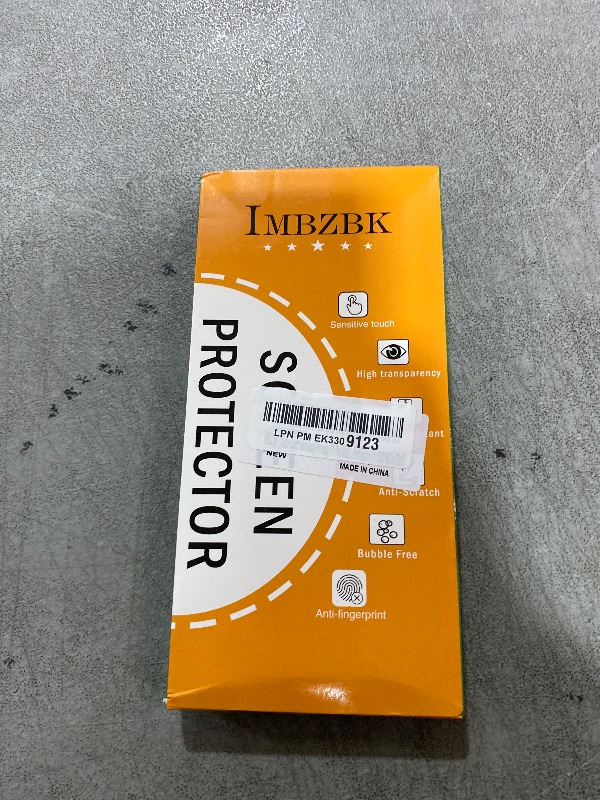 IMBZBK
Sensitive touch
High transparency
LPN PM EK3309123
NEW
MADE IN CHINA
Anti-Scratch
Bubble Free
Anti-fingerprint
PROTECTOR